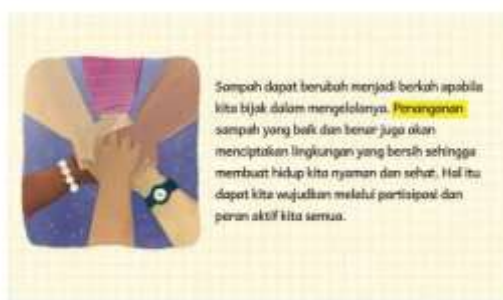 Sampah dapat berubah menjadi berkah apabila
kita bijak dalam mengelolanya. Penanganan
sampah yang baik dan benar juga akan
menciptakan lingkungan yang bersih sehingga
membuat hidup kita nyaman dan sehat. Hal itu
dapat kita wujudkan melalui partisipasi dan
peran aktif kita semua.